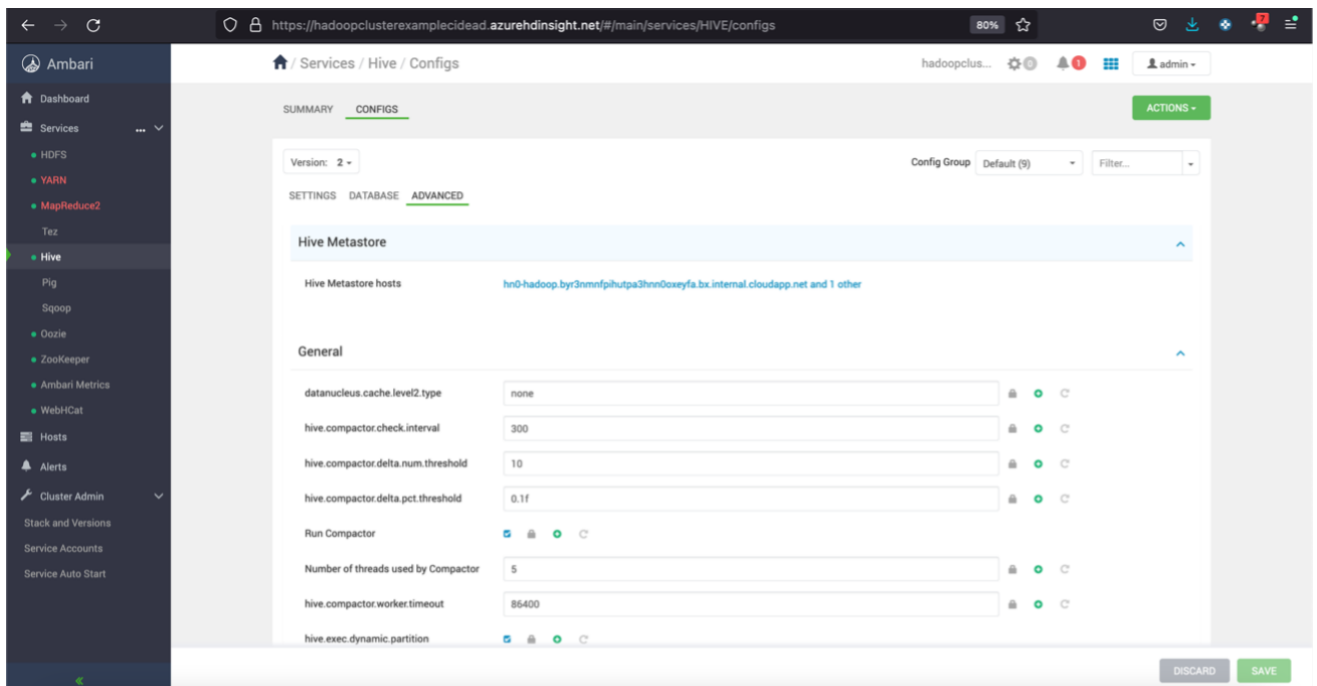 https://hadoopclusterexamplecidead.azurehdinsight.net/#/main/services/HIVE/configs
80%
7
Ambari
Dashboard
Services ...
HDFS
YARN
MapReduce2
Tez
Hive
Pig
Sqoop
Oozie
ZooKeeper
Ambari Metrics
WebHCat
Hosts
Alerts
Cluster Admin
Stack and Versions
Service Accounts
Service Auto Start
/ Services / Hive / Configs
hadoopclus... 0 1 admin
SUMMARY CONFIGS
ACTIONS
Version: 2
Config Group Default (9) Filter...
SETTINGS DATABASE ADVANCED
Hive Metastore
Hive Metastore hosts hn0-hadoop.byr3nmnfpihutpa3hnn0oxeyfa.bx.internal.cloudapp.net and 1 other
General
datanucleus.cache.level2.type none
hive.compactor.check.interval 300
hive.compactor.delta.num.threshold 10
hive.compactor.delta.pct.threshold 0.1f
Run Compactor
Number of threads used by Compactor 5
hive.compactor.worker.timeout 86400
hive.exec.dynamic.partition
DISCARD SAVE